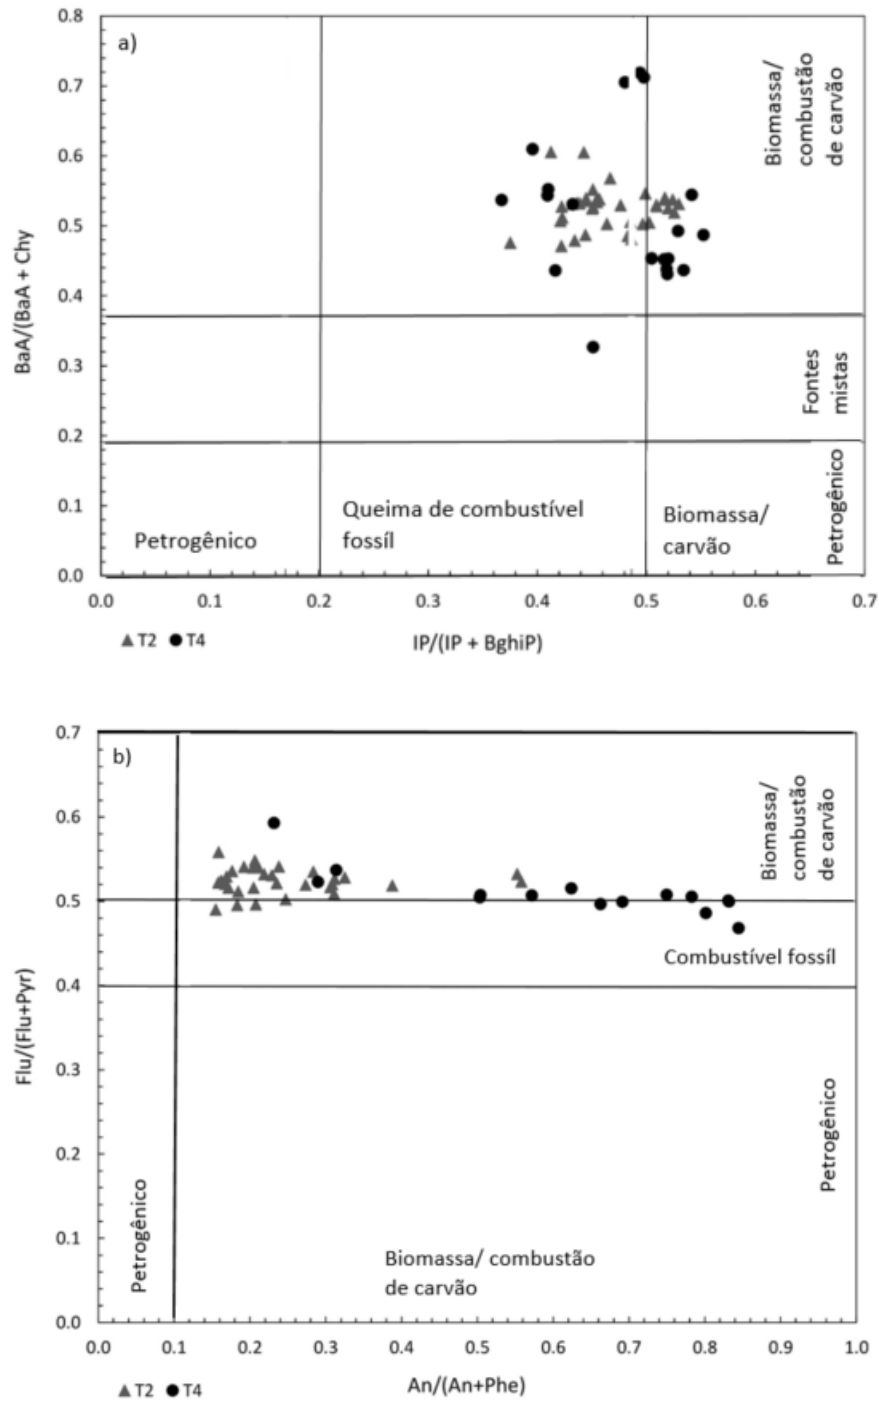 0.8
a)
0.7
0.6
0.5
0.4
0.3
0.2
0.1
0.0
BaA/(BaA + Chy
Biomassa/
combustão
de carvão
Fontes
mistas
Petrogênico
Petrogênico
Queima de combustível
fossíl
Biomassa/
carvão
0.0 0.1 0.2 0.3 0.4 0.5 0.6 0.7
T2 T4
IP/(IP + BghiP)
0.7
b)
0.6
0.5
0.4
0.3
0.2
0.1
0.0
Flu/(Flu+Pyr)
Biomassa/
combustão
de carvão
Combustível fossíl
Petrogênico
Petrogênico
Biomassa/ combustão
de carvão
0.0 0.1 0.2 0.3 0.4 0.5 0.6 0.7 0.8 0.9 1.0
T2 T4
An/(An+Phe)